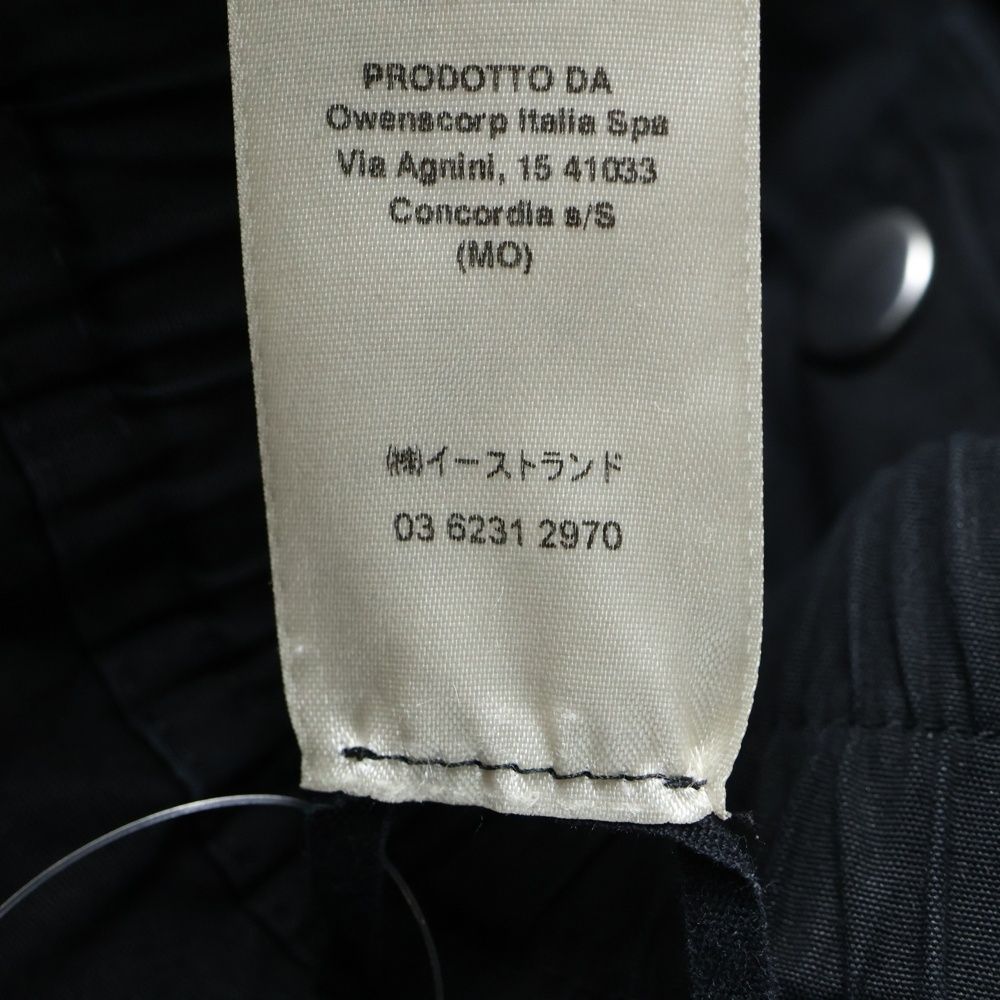 PRODOTTO DA
Owenscorp Italia Spa
Via Agnini, 15 41033
Concordia s/S
(MO)
㈱イーストランド
03 6231 2970